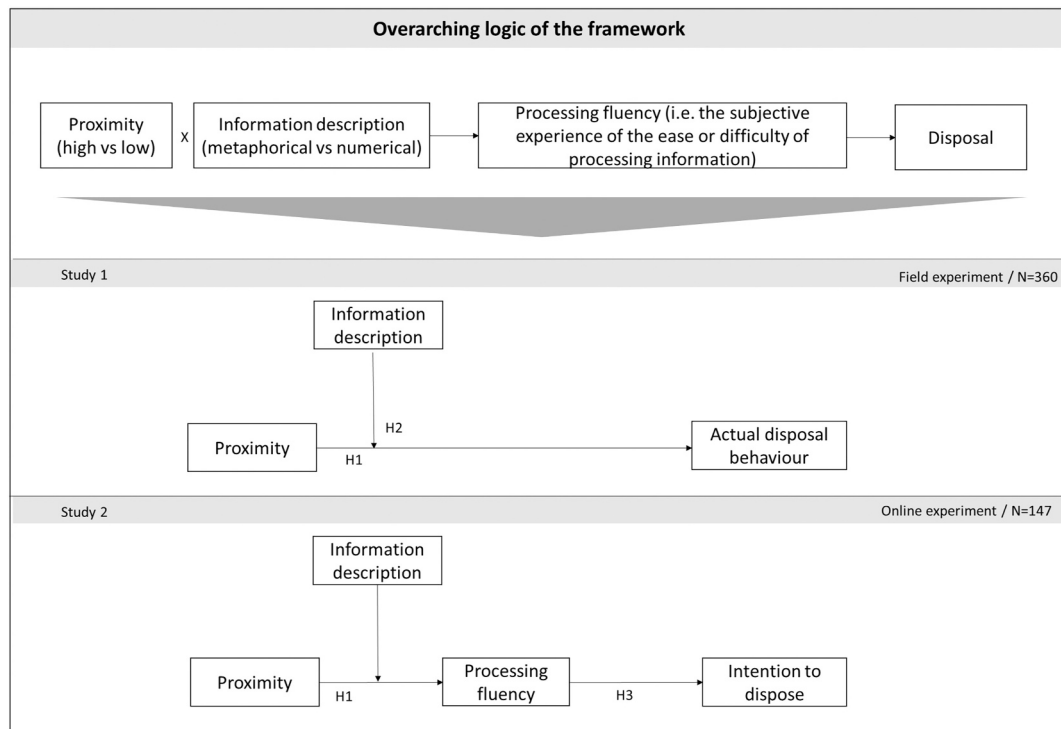 Overarching logic of the framework
Proximity
(high vs low)
X
Information description
(metaphorical vs numerical)
Processing fluency (i.e. the subjective
experience of the ease or difficulty of
processing information)
Disposal
Study 1
Field experiment / N=360
Information
description
H2
Proximity
H1
Actual disposal
behaviour
Study 2
Online experiment / N=147
Information
description
Proximity
H1
Processing
fluency
H3
Intention to
dispose